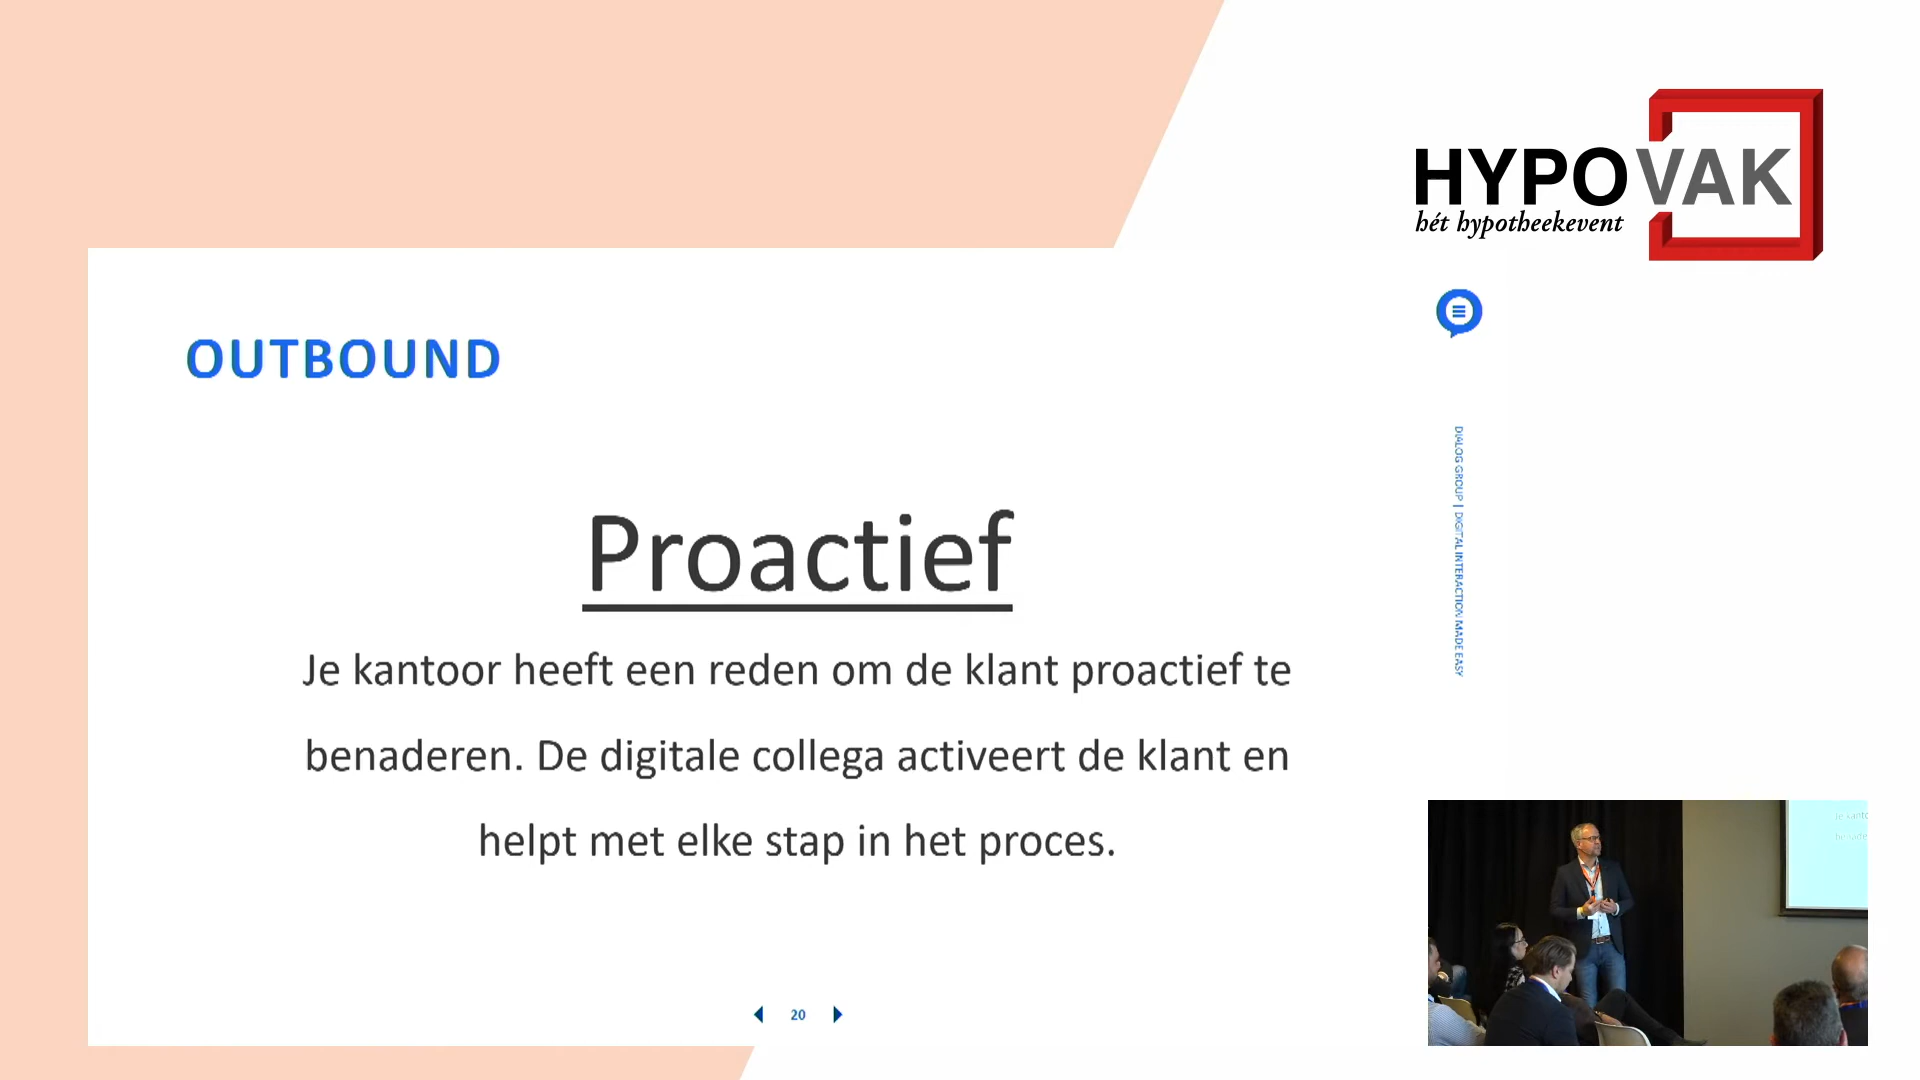 HYPOVAK
hét hypotheekevent
OUTBOUND
DIALOG GROUP | DIGITAL INTERACTION MADE EASY
Proactief
Je kantoor heeft een reden om de klant proactief te
benaderen. De digitale collega activeert de klant en
helpt met elke stap in het proces.
20